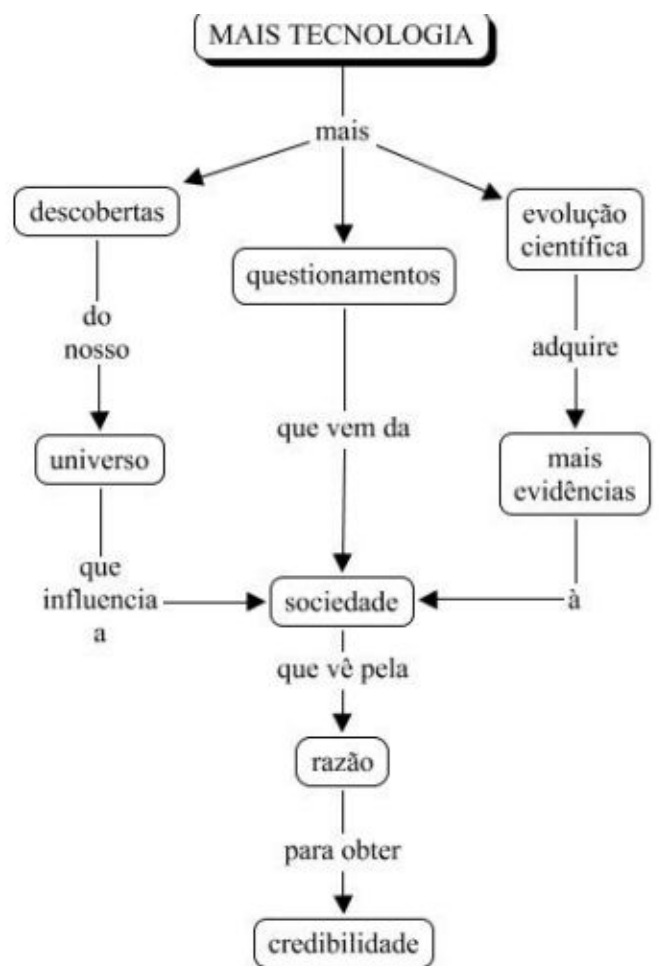 MAIS TECNOLOGIA
mais
descobertas
questionamentos
evolução
científica
do
nosso
que vem da
adquire
universo
mais
evidências
que
influencia
a
sociedade
à
que vê pela
razão
para obter
credibilidade